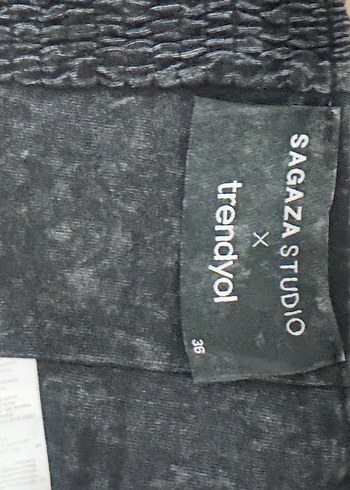 SAGAZA STUDIO
×
trendyol
36